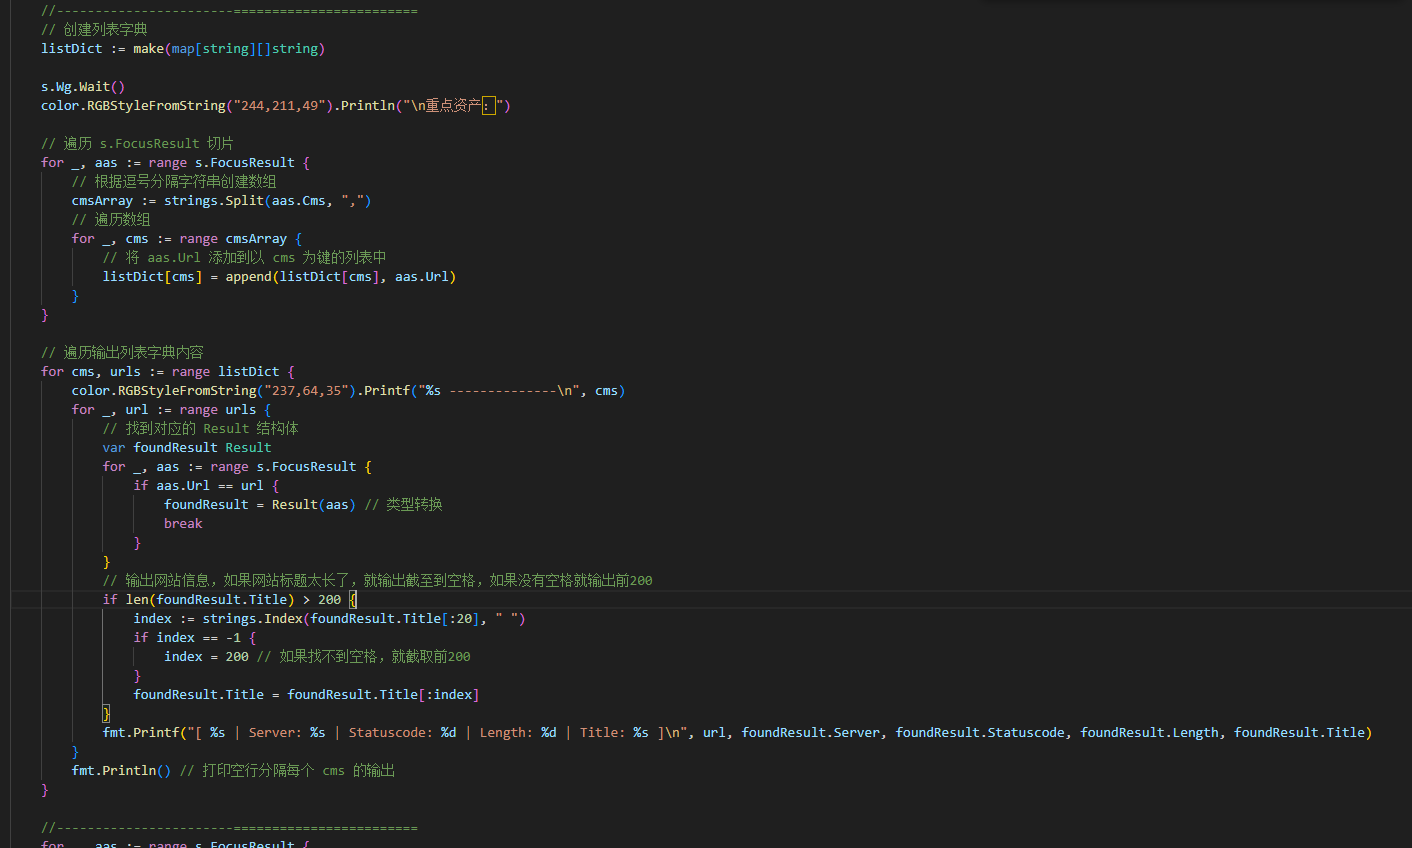 //-----------------------========================
// 创建列表字典
listDict := make(map[string][]string)
s.Wg.Wait()
color.RGBStyleFromString("244,211,49").Println("\n重点资产：")
// 遍历 s.FocusResult 切片
for _, aas := range s.FocusResult {
// 根据逗号分隔字符串创建数组
cmsArray := strings.Split(aas.Cms, ",")
// 遍历数组
for _, cms := range cmsArray {
// 将 aas.Url 添加到以 cms 为键的列表中
listDict[cms] = append(listDict[cms], aas.Url)
}
}
// 遍历输出列表字典内容
for cms, urls := range listDict {
color.RGBStyleFromString("237,64,35").Printf("%s --------------\n", cms)
for _, url := range urls {
// 找到对应的 Result 结构体
var foundResult Result
for _, aas := range s.FocusResult {
if aas.Url == url {
foundResult = Result(aas) // 类型转换
break
}
}
// 输出网站信息，如果网站标题太长了，就输出截至到空格，如果没有空格就输出前200
if len(foundResult.Title) > 200 {
index := strings.Index(foundResult.Title[:20], " ")
if index == -1 {
index = 200 // 如果找不到空格，就截取前200
}
foundResult.Title = foundResult.Title[:index]
}
fmt.Printf("[ %s | Server: %s | Statuscode: %d | Length: %d | Title: %s ]\n", url, foundResult.Server, foundResult.Statuscode, foundResult.Length, foundResult.Title)
}
fmt.Println() // 打印空行分隔每个 cms 的输出
}
//-----------------------========================
for _, aas := range s.FocusResult {